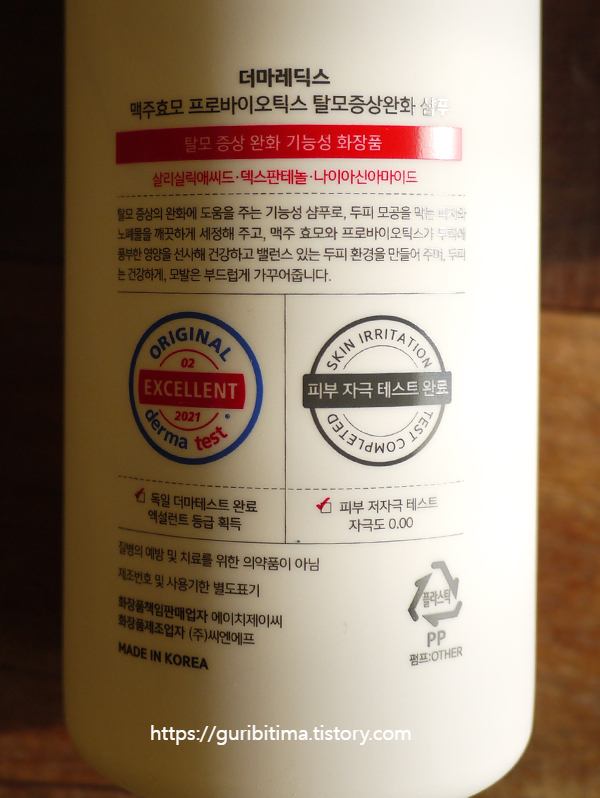 더마레딕스
맥주효모 프로바이오틱스 탈모증상완화 샴푸
탈모 증상 완화 기능성 화장품
살리실릭애씨드·덱스판테놀·나이아신아마이드
탈모 증상의 완화에 도움을 주는 기능성 샴푸로, 두피 모공을 막는
노폐물을 깨끗하게 세정해 주고, 맥주 효모와 프로바이오틱스가
풍부한 영양을 선사해 건강하고 밸런스 있는 두피 환경을 만들어 주며, 두피
는 건강하게, 모발은 부드럽게 가꾸어줍니다.
ORIGINAL
02
EXCELLENT
2021
derma test®
SKIN IRRITATION
피부 자극 테스트 완료
TEST COMPLETED
독일 더마테스트 완료
엑설런트 등급 획득
피부 저자극 테스트
자극도 0.00
질병의 예방 및 치료를 위한 의약품이 아님
제조번호 및 사용기한 별도표기
화장품책임판매업자 에이치제이씨
화장품제조업자 (주)씨엔에프
MADE IN KOREA
플라스틱
PP
펌프:OTHER
https://guribitima.tistory.com